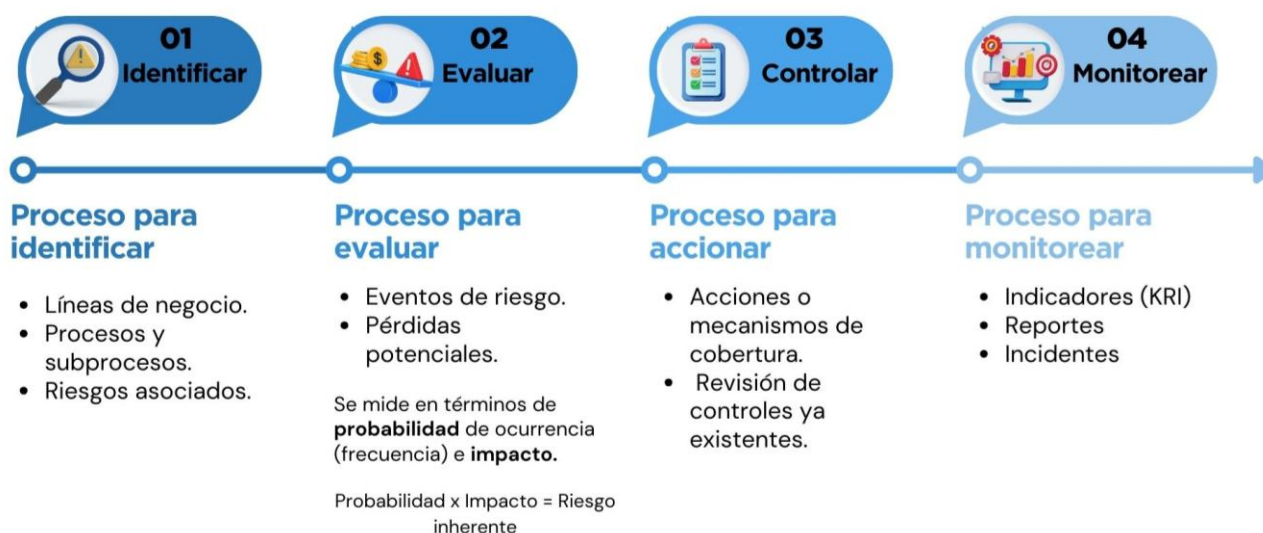 01
Identificar
02
Evaluar
03
Controlar
04
Monitorear
Proceso para
identificar
• Líneas de negocio.
• Procesos y
subprocesos.
• Riesgos asociados.
Proceso para
evaluar
• Eventos de riesgo.
• Pérdidas
potenciales.
Se mide en términos de
probabilidad de ocurrencia
(frecuencia) e impacto.
Probabilidad x Impacto = Riesgo
inherente
Proceso para
accionar
• Acciones o
mecanismos de
cobertura.
• Revisión de
controles ya
existentes.
Proceso para
monitorear
• Indicadores (KRI)
• Reportes
• Incidentes